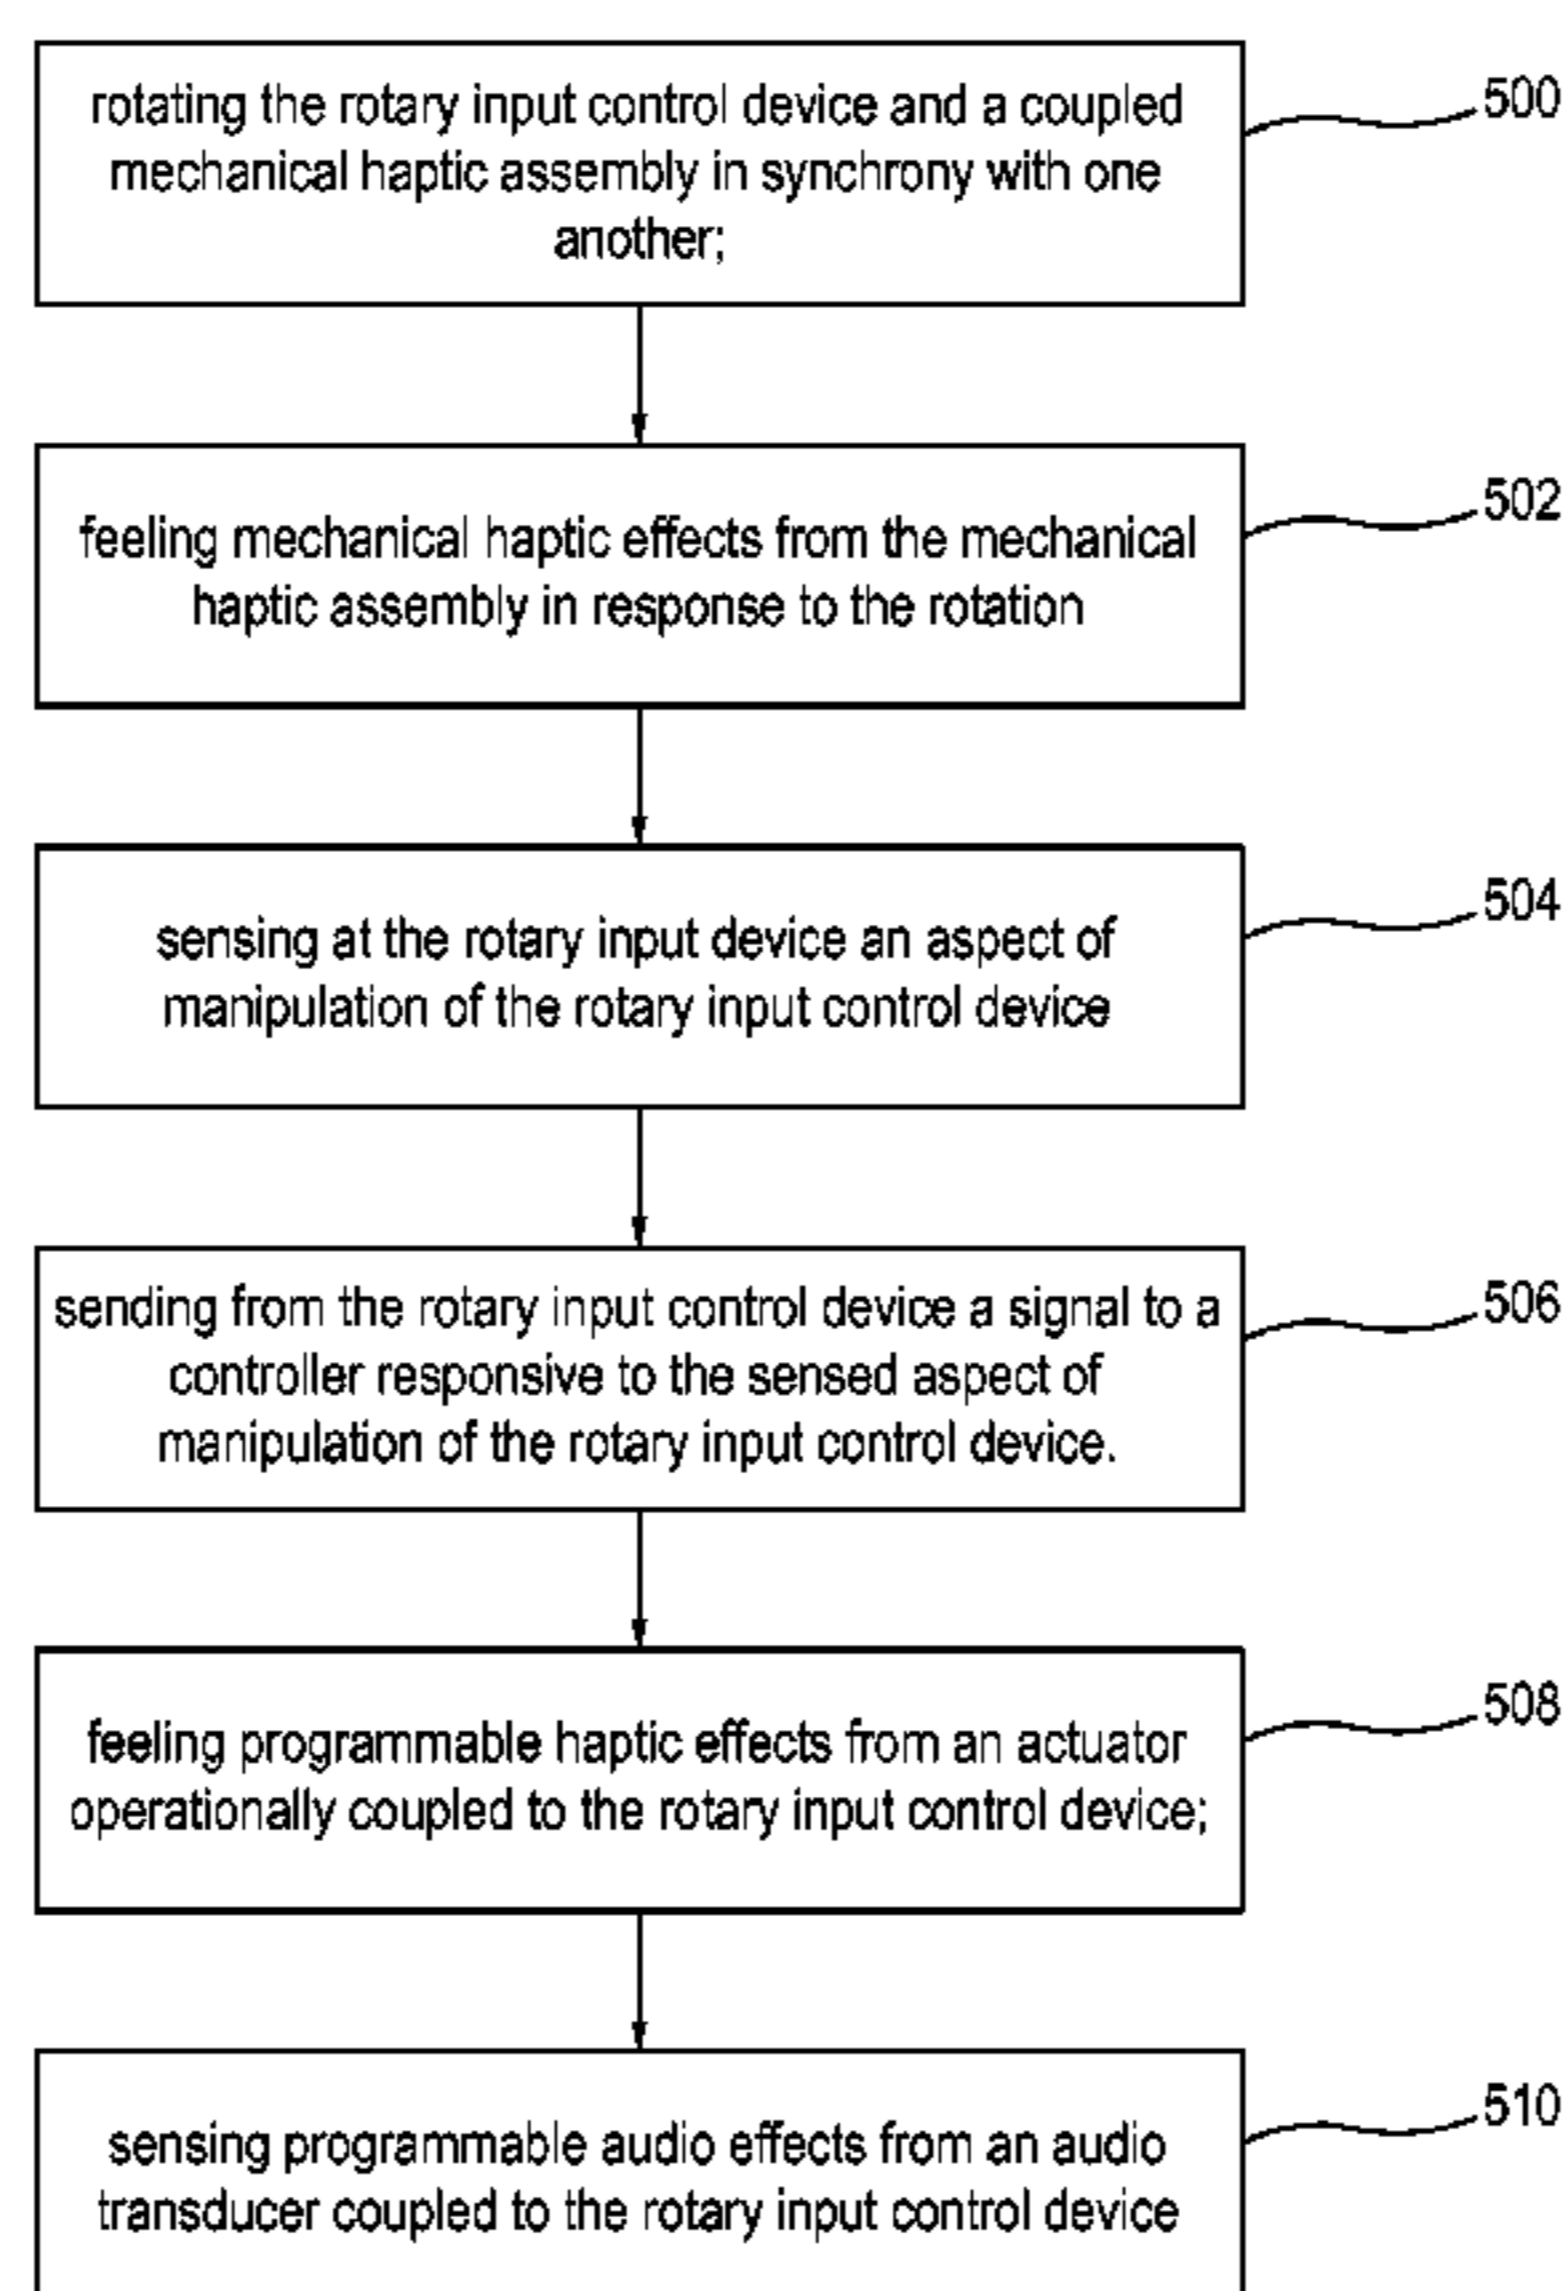 rotating the rotary input control device and a coupled
mechanical haptic assembly in synchrony with one
another;
500
feeling mechanical haptic effects from the mechanical
haptic assembly in response to the rotation
502
sensing at the rotary input device an aspect of
manipulation of the rotary input control device
504
sending from the rotary input control device a signal to a
controller responsive to the sensed aspect of
manipulation of the rotary input control device.
506
feeling programmable haptic effects from an actuator
operationally coupled to the rotary input control device;
508
sensing programmable audio effects from an audio
transducer coupled to the rotary input control device
510